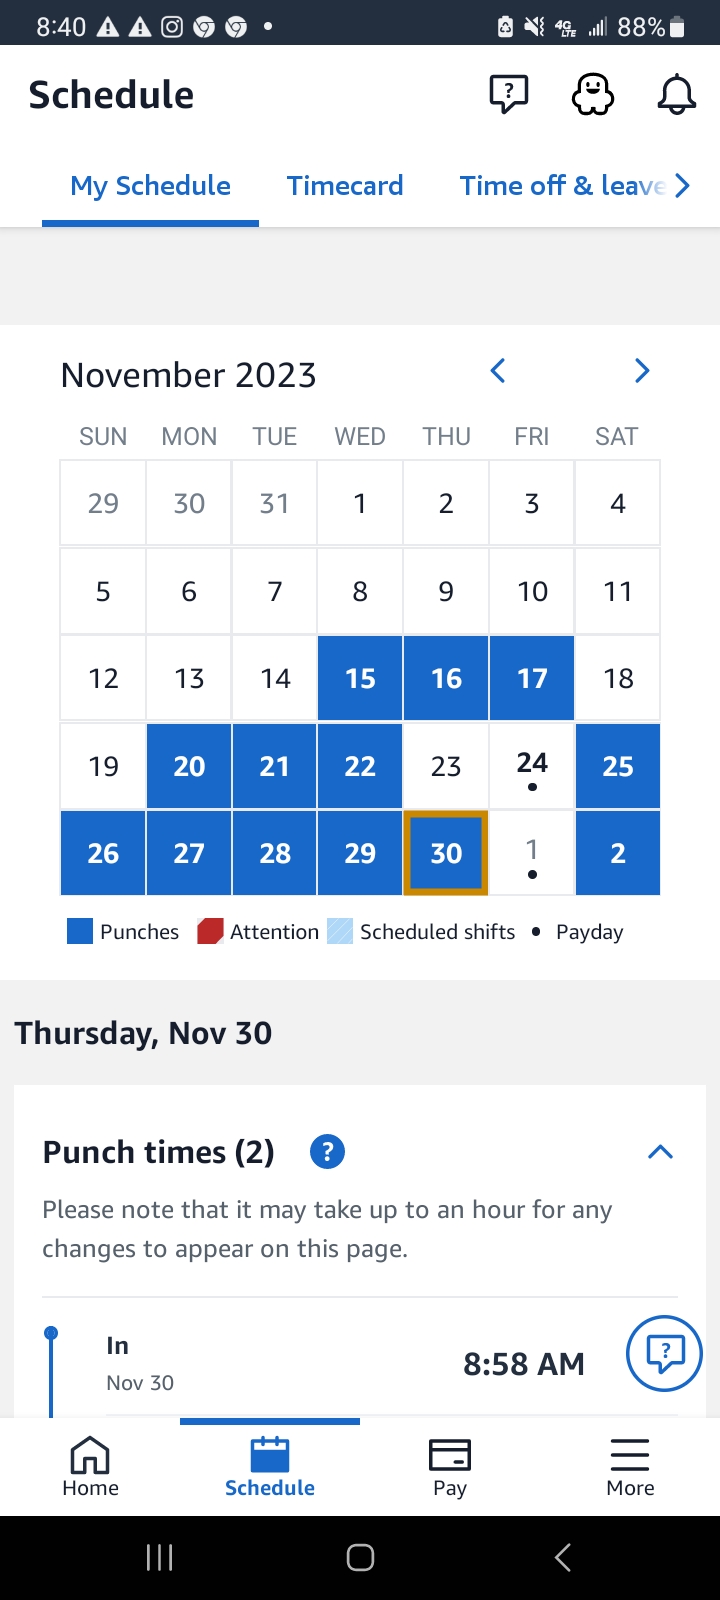 8:40 4G LTE 88%
Schedule
My Schedule Timecard Time off & leave
November 2023
SUN MON TUE WED THU FRI SAT
29 30 31 1 2 3 4
5 6 7 8 9 10 11
12 13 14 15 16 17 18
19 20 21 22 23 24 25
26 27 28 29 30 1 2
Punches Attention Scheduled shifts • Payday
Thursday, Nov 30
Punch times (2) ?
Please note that it may take up to an hour for any
changes to appear on this page.
In
8:58 AM
Nov 30
Home Schedule Pay More